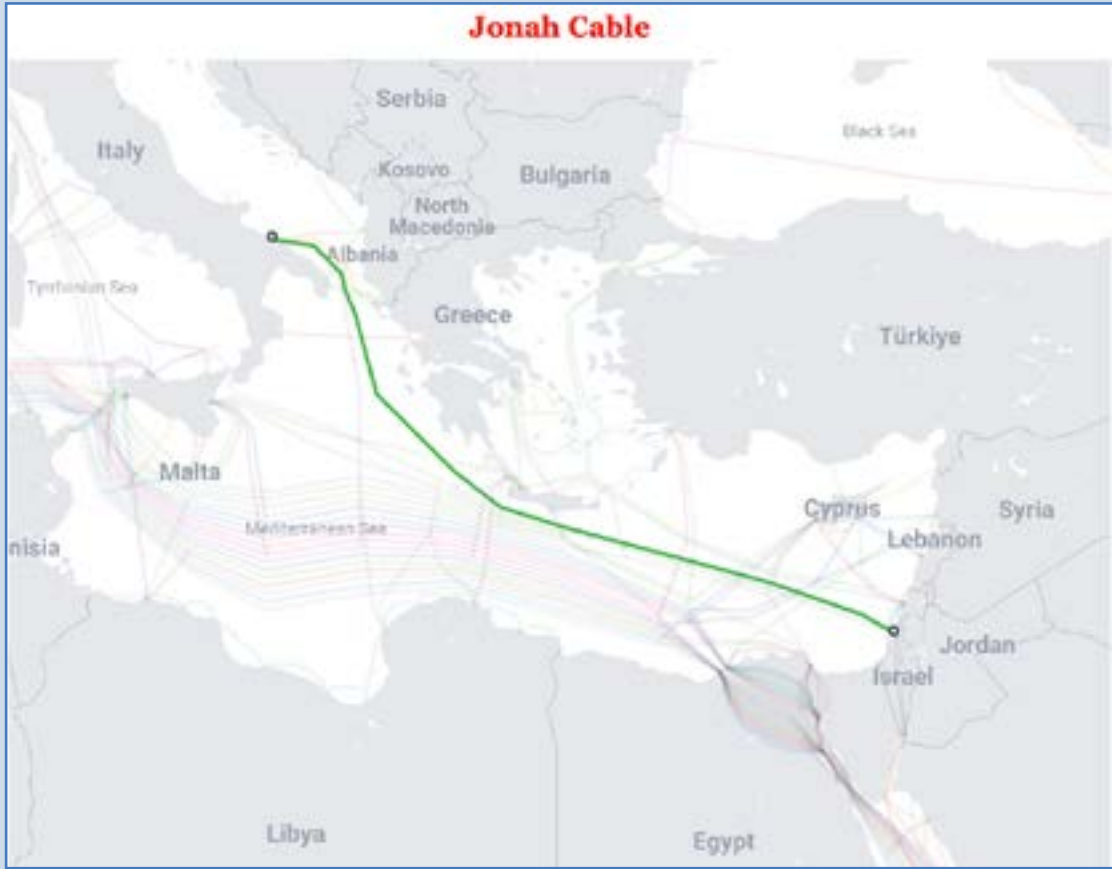 Jonah Cable
Serbia
Black Sea
Italy
Kosovo
Bulgaria
North
Macedonia
Albania
Tyrrhenian Sea
Greece
Türkiye
Malta
Cyprus
Syria
Mediterranean Sea
nisia
Lebanon
Jordan
Israel
Libya
Egypt